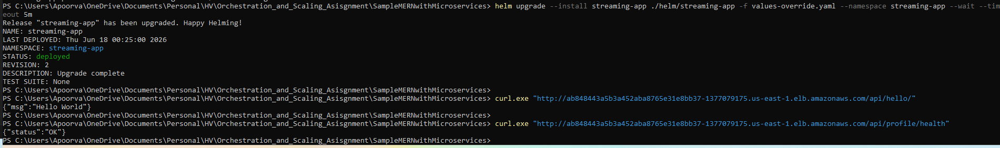 PS C:\Users\Apoorva\OneDrive\Documents\Personal\HV\Orchestration_and_Scaling_Asisgnment\SampleMERNwithMicroservices> helm upgrade --install streaming-app ./helm/streaming-app -f values-override.yaml --namespace streaming-app --wait --tim
eout 5m
Release "streaming-app" has been upgraded. Happy Helming!
NAME: streaming-app
LAST DEPLOYED: Thu Jun 18 00:25:00 2026
NAMESPACE: streaming-app
STATUS: deployed
REVISION: 2
DESCRIPTION: Upgrade complete
TEST SUITE: None
PS C:\Users\Apoorva\OneDrive\Documents\Personal\HV\Orchestration_and_Scaling_Asisgnment\SampleMERNwithMicroservices>
PS C:\Users\Apoorva\OneDrive\Documents\Personal\HV\Orchestration_and_Scaling_Asisgnment\SampleMERNwithMicroservices> curl.exe "http://ab848443a5b3a452aba8765e31e8bb37-1377079175.us-east-1.elb.amazonaws.com/api/hello/"
{"msg":"Hello World"}
PS C:\Users\Apoorva\OneDrive\Documents\Personal\HV\Orchestration_and_Scaling_Asisgnment\SampleMERNwithMicroservices>
PS C:\Users\Apoorva\OneDrive\Documents\Personal\HV\Orchestration_and_Scaling_Asisgnment\SampleMERNwithMicroservices> curl.exe "http://ab848443a5b3a452aba8765e31e8bb37-1377079175.us-east-1.elb.amazonaws.com/api/profile/health"
{"status":"OK"}
PS C:\Users\Apoorva\OneDrive\Documents\Personal\HV\Orchestration_and_Scaling_Asisgnment\SampleMERNwithMicroservices>